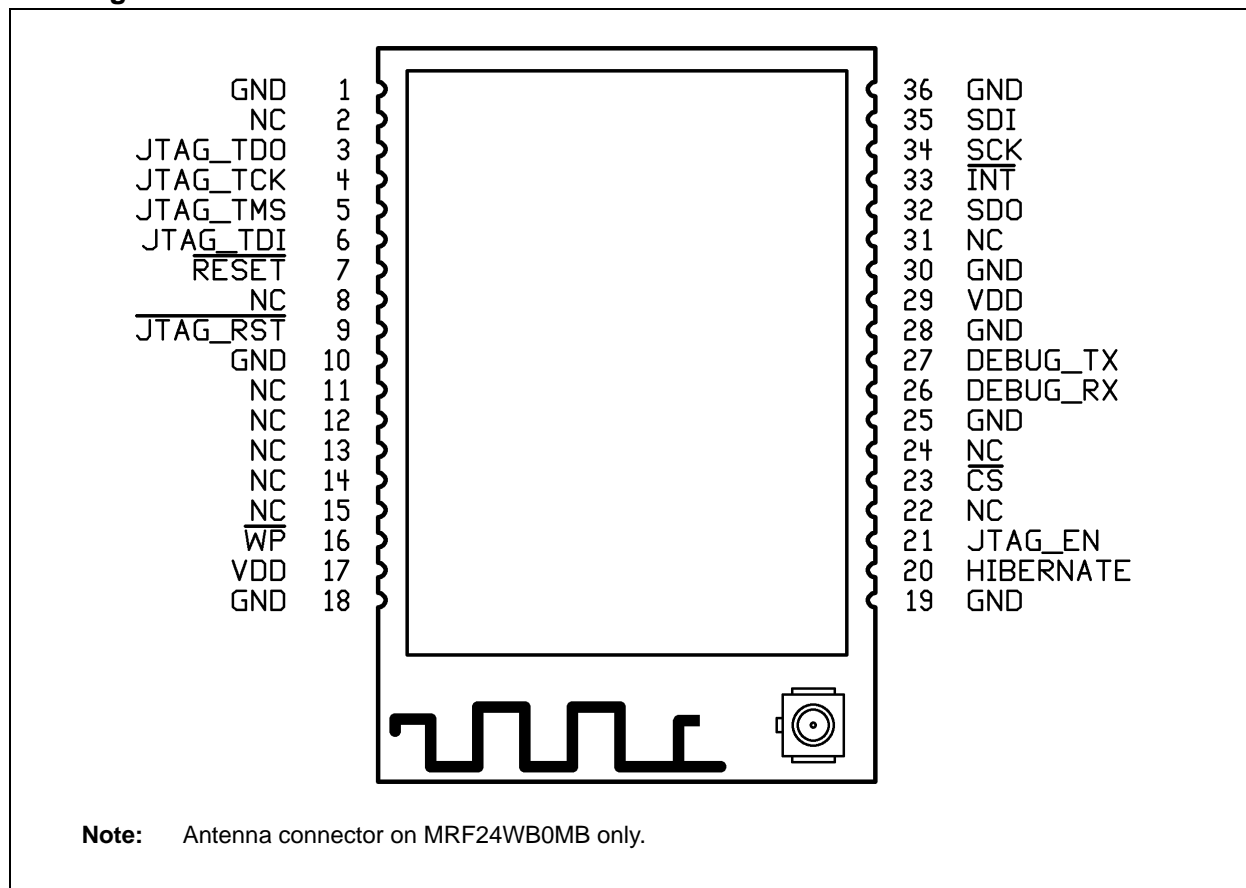 GND 1
NC 2
JTAG_TDO 3
JTAG_TCK 4
JTAG_TMS 5
JTAG_TDI 6
RESET 7
NC 8
JTAG_RST 9
GND 10
NC 11
NC 12
NC 13
NC 14
NC 15
WP 16
VDD 17
GND 18
36 GND
35 SDI
34 SCK
33 INT
32 SDO
31 NC
30 GND
29 VDD
28 GND
27 DEBUG_TX
26 DEBUG_RX
25 GND
24 NC
23 CS
22 NC
21 JTAG_EN
20 HIBERNATE
19 GND
Note: Antenna connector on MRF24WB0MB only.